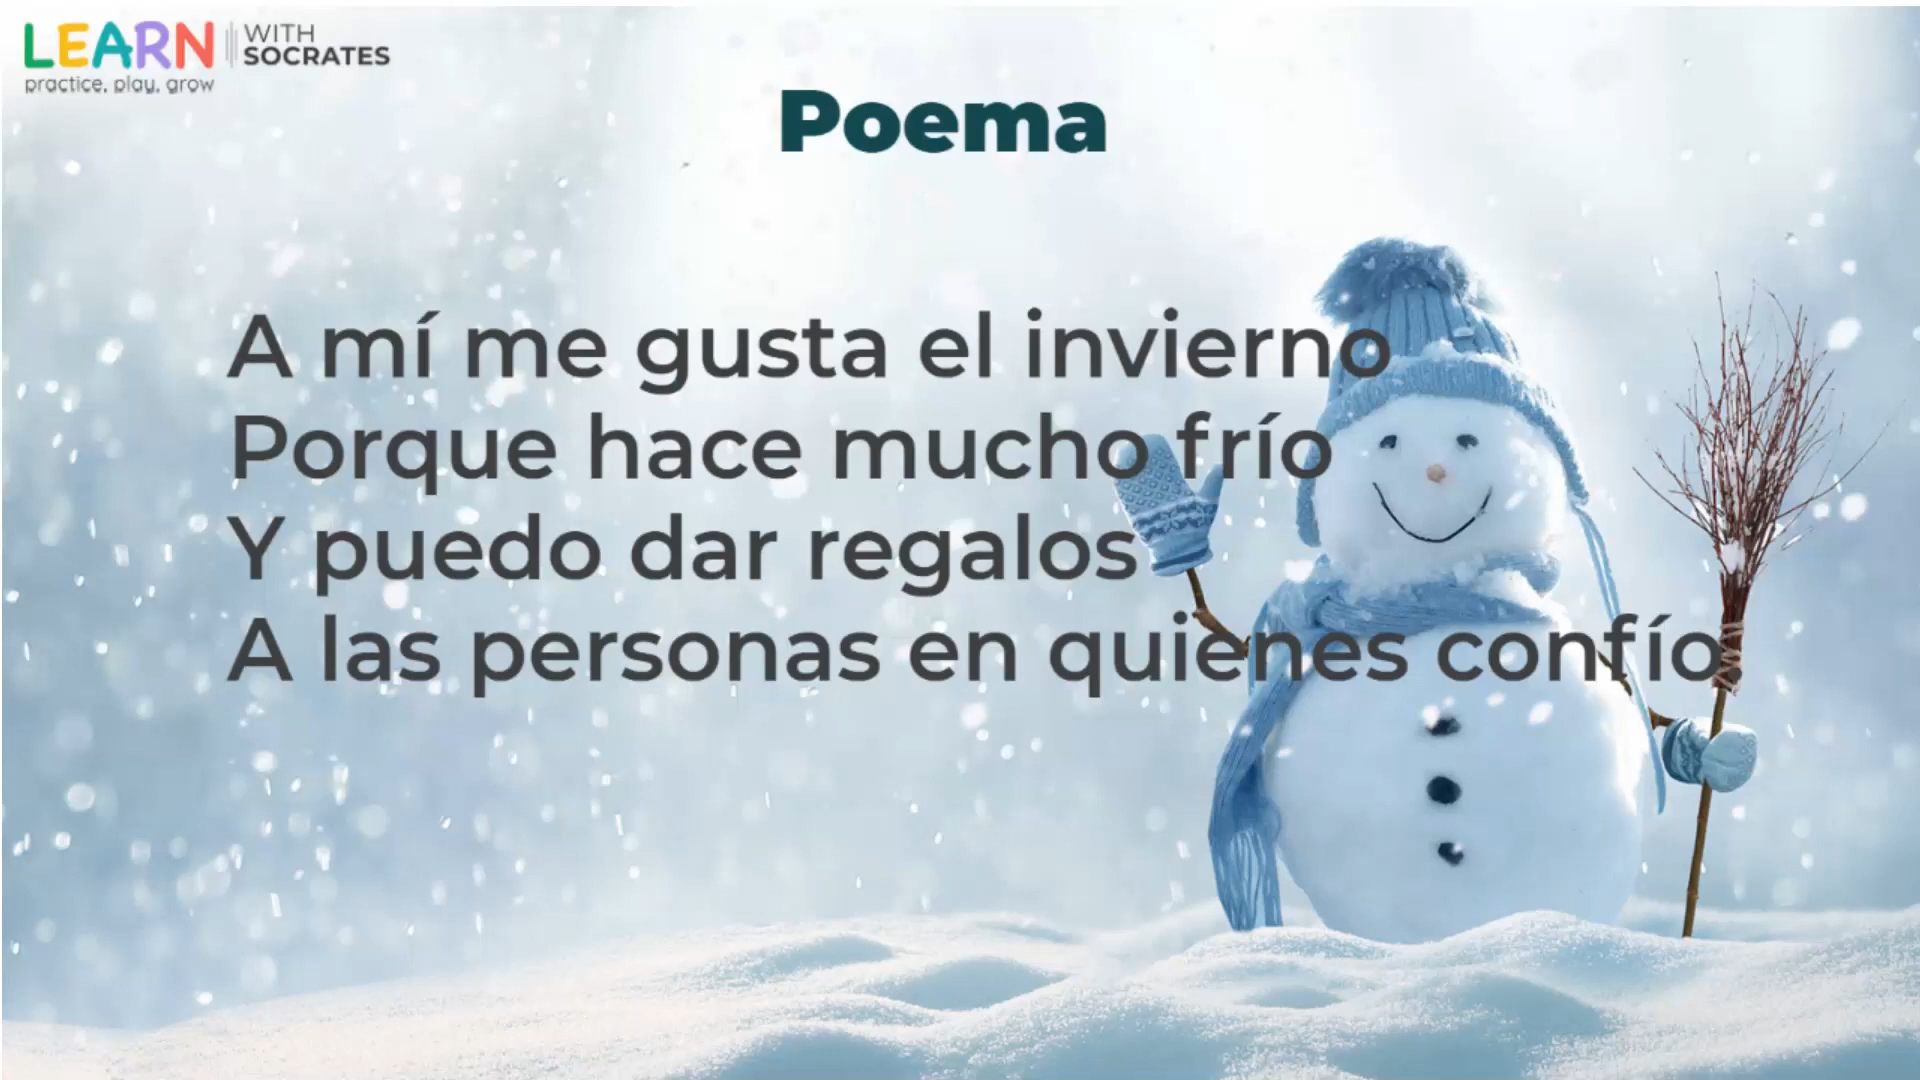 LEARN WITH
SOCRATES
practice, play, grow
Poema
A mí me gusta el invierno
Porque hace mucho frío
Y puedo dar regalos
A las personas en quienes confío.